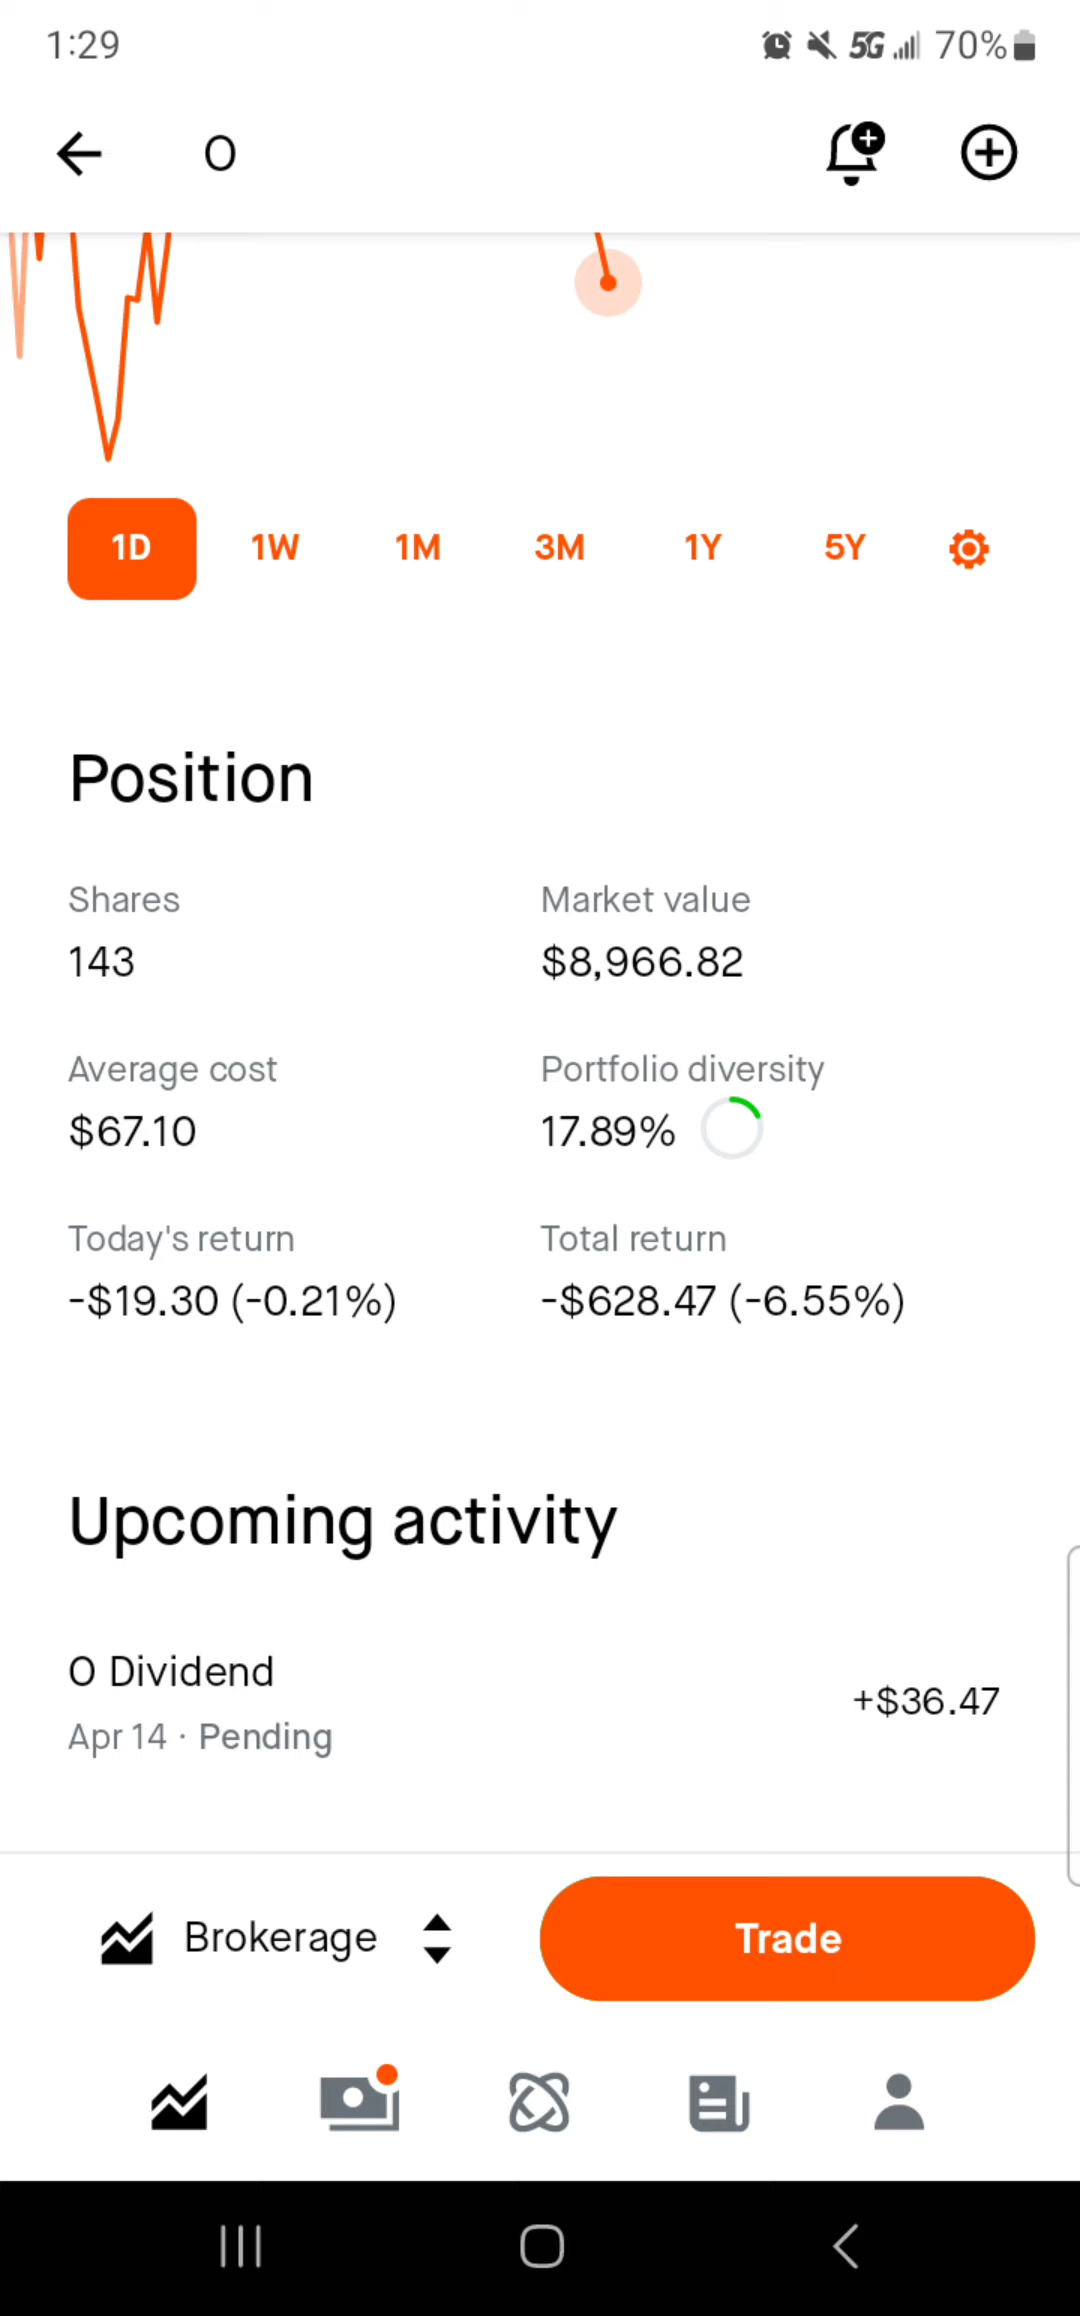 1:29 5G 70%
O
1D 1W 1M 3M 1Y 5Y
Position
Shares Market value
143 $8,966.82
Average cost Portfolio diversity
$67.10 17.89%
Today's return Total return
-$19.30 (-0.21%) -$628.47 (-6.55%)
Upcoming activity
O Dividend
+$36.47
Apr 14 · Pending
Brokerage Trade